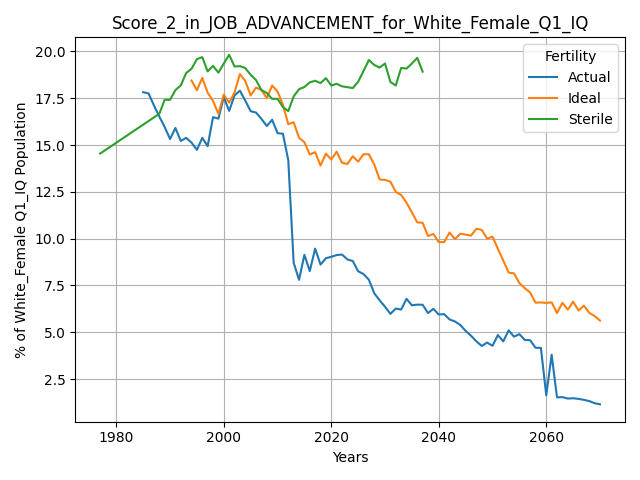 Score_2_in_JOB_ADVANCEMENT_for_White_Female_Q1_IQ
Fertility
Actual
Ideal
Sterile
% of White_Female Q1_IQ Population
20.0
17.5
15.0
12.5
10.0
7.5
5.0
2.5
1980 2000 2020 2040 2060
Years